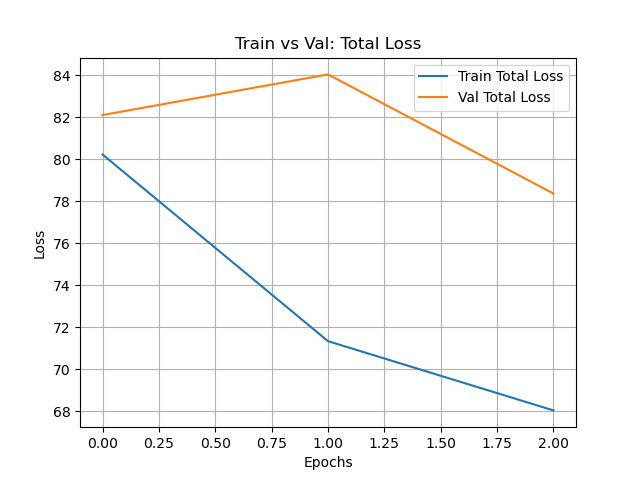 Train vs Val: Total Loss
Train Total Loss
Val Total Loss
84
82
80
78
76
74
72
70
68
Loss
0.00 0.25 0.50 0.75 1.00 1.25 1.50 1.75 2.00
Epochs